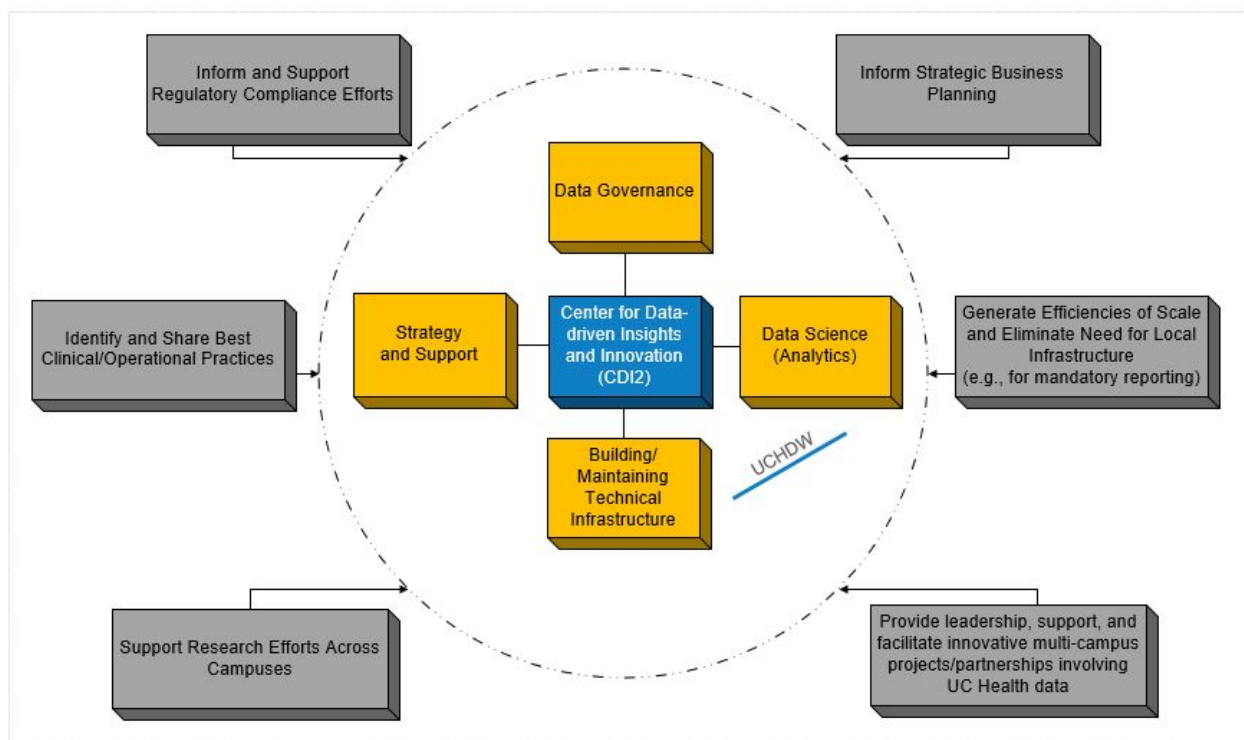 Inform and Support
Regulatory Compliance Efforts
Inform Strategic Business
Planning
Data Governance
Identify and Share Best
Clinical/Operational Practices
Strategy
and Support
Center for Data-
driven Insights
and Innovation
(CDI2)
Data Science
(Analytics)
Generate Efficiencies of Scale
and Eliminate Need for Local
Infrastructure
(e.g., for mandatory reporting)
Building/
Maintaining
Technical
Infrastructure
UCHDW
Support Research Efforts Across
Campuses
Provide leadership, support, and
facilitate innovative multi-campus
projects/partnerships involving
UC Health data